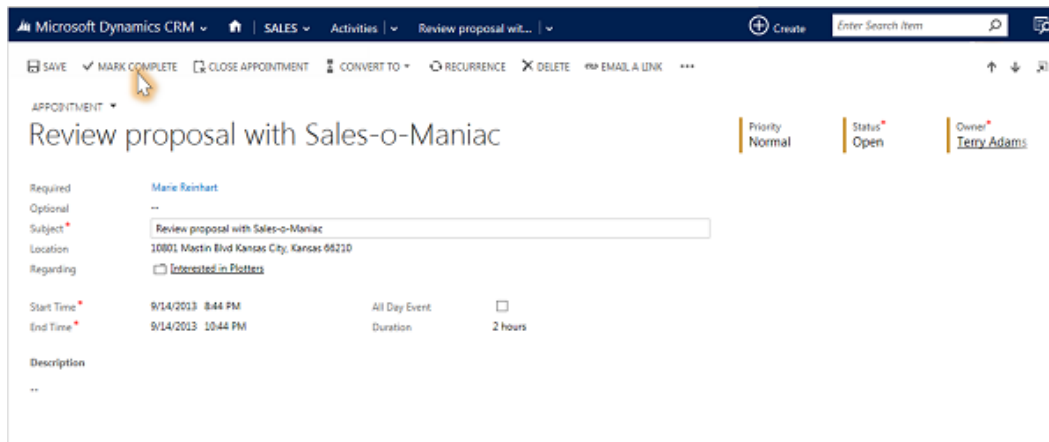 Microsoft Dynamics CRM SALES Activities Review proposal wit... Create Enter Search Item
SAVE MARK COMPLETE CLOSE APPOINTMENT CONVERT TO RECURRENCE DELETE EMAIL A LINK •••
APPOINTMENT
Review proposal with Sales-o-Maniac
Priority Status* Owner*
Normal Open Terry Adams
Required Marie Reinhart
Optional --
Subject* Review proposal with Sales-o-Maniac
Location 10801 Mastin Blvd Kansas City, Kansas 66210
Regarding Interested in Plotters
Start Time* 9/14/2013 8:44 PM All Day Event
End Time* 9/14/2013 10:44 PM Duration 2 hours
Description
--